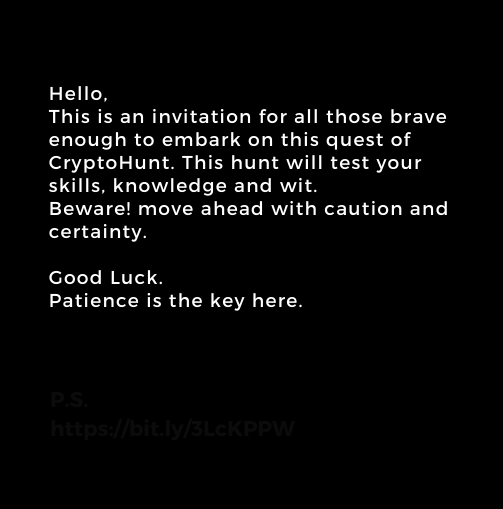 Hello,
This is an invitation for all those brave
enough to embark on this quest of
CryptoHunt. This hunt will test your
skills, knowledge and wit.
Beware! move ahead with caution and
certainty.
Good Luck.
Patience is the key here.
P.S.
https://bit.ly/3LcKPPW